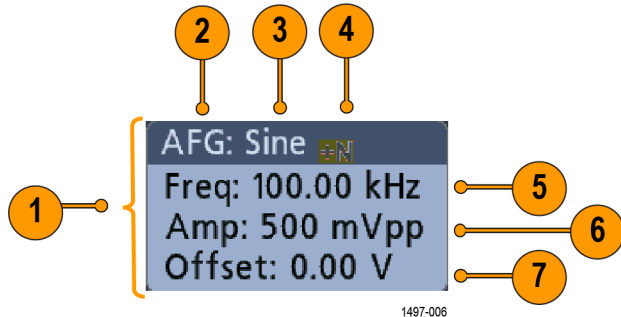 2 3 4
AFG: Sine +N
1
Freq: 100.00 kHz 5
Amp: 500 mVpp 6
Offset: 0.00 V 7
1497-006